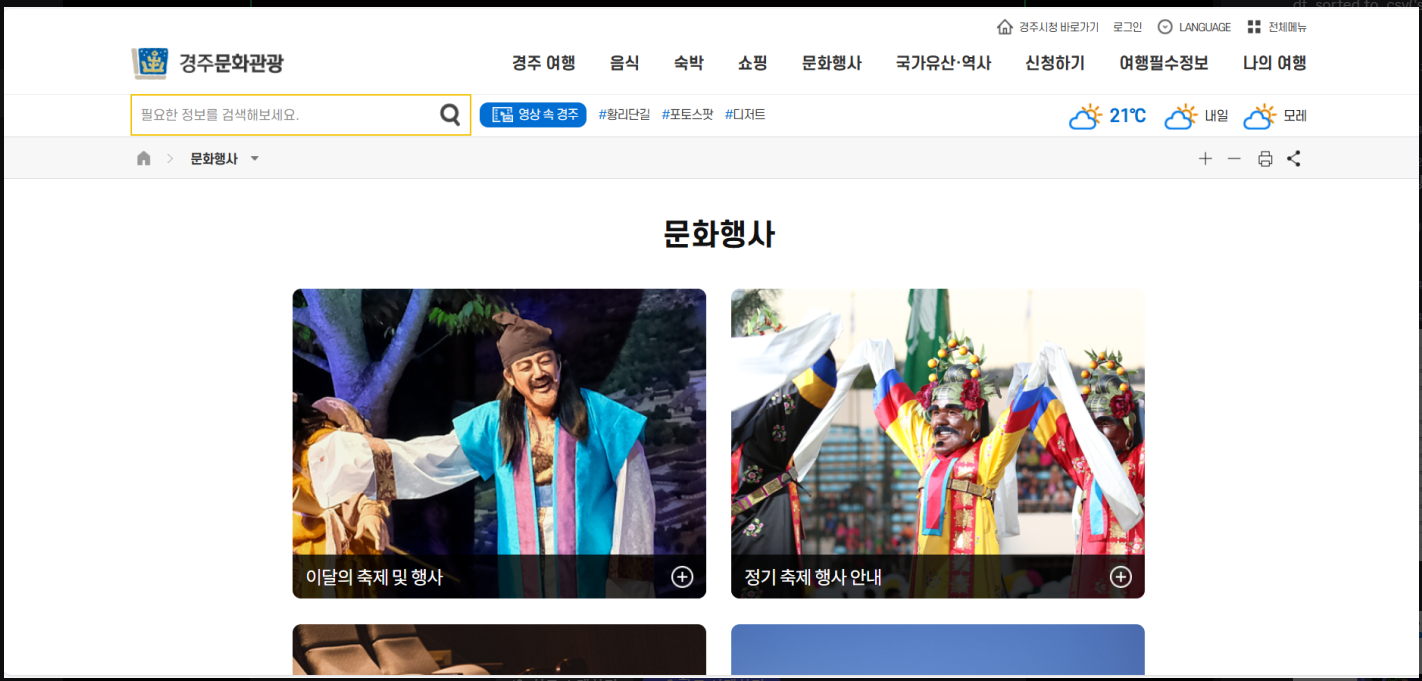 경주시청 바로가기 로그인 LANGUAGE 전체메뉴
경주문화관광 경주 여행 음식 숙박 쇼핑 문화행사 국가유산·역사 신청하기 여행필수정보 나의 여행
필요한 정보를 검색해보세요. 영상 속 경주 #황리단길 #포토스팟 #디저트 21℃ 내일 모레
문화행사
문화행사
이달의 축제 및 행사 정기 축제 행사 안내